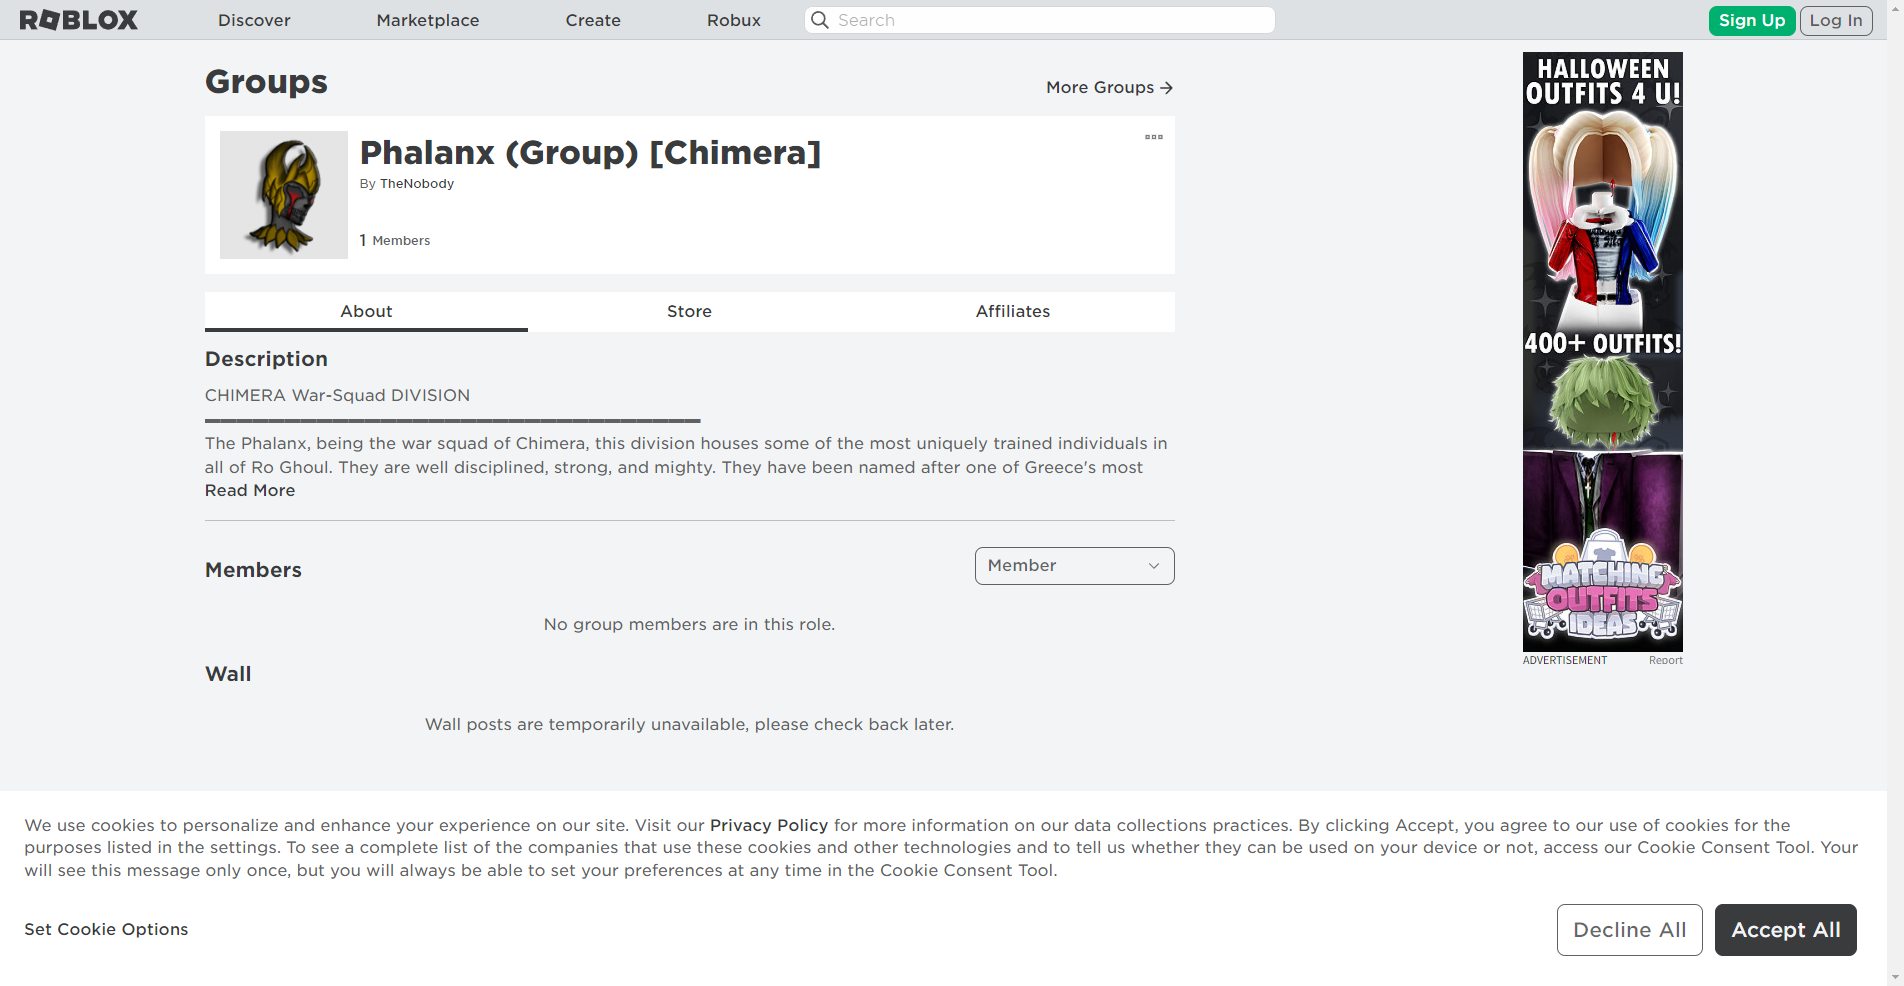 ROBLOX
Discover
Marketplace
Create
Robux
Search
Sign Up
Log In
Groups
More Groups
Phalanx (Group) [Chimera]
By TheNobody
1 Members
About
Store
Affiliates
Description
CHIMERA War-Squad DIVISION
The Phalanx, being the war squad of Chimera, this division houses some of the most uniquely trained individuals in
all of Ro Ghoul. They are well disciplined, strong, and mighty. They have been named after one of Greece's most
Read More
Members
Member
No group members are in this role.
Wall
Wall posts are temporarily unavailable, please check back later.
HALLOWEEN
OUTFITS 4 U!
400+ OUTFITS!
MATCHING
OUTFITS
IDEAS
ADVERTISEMENT
Report
We use cookies to personalize and enhance your experience on our site. Visit our Privacy Policy for more information on our data collections practices. By clicking Accept, you agree to our use of cookies for the
purposes listed in the settings. To see a complete list of the companies that use these cookies and other technologies and to tell us whether they can be used on your device or not, access our Cookie Consent Tool. Your
will see this message only once, but you will always be able to set your preferences at any time in the Cookie Consent Tool.
Set Cookie Options
Decline All
Accept All